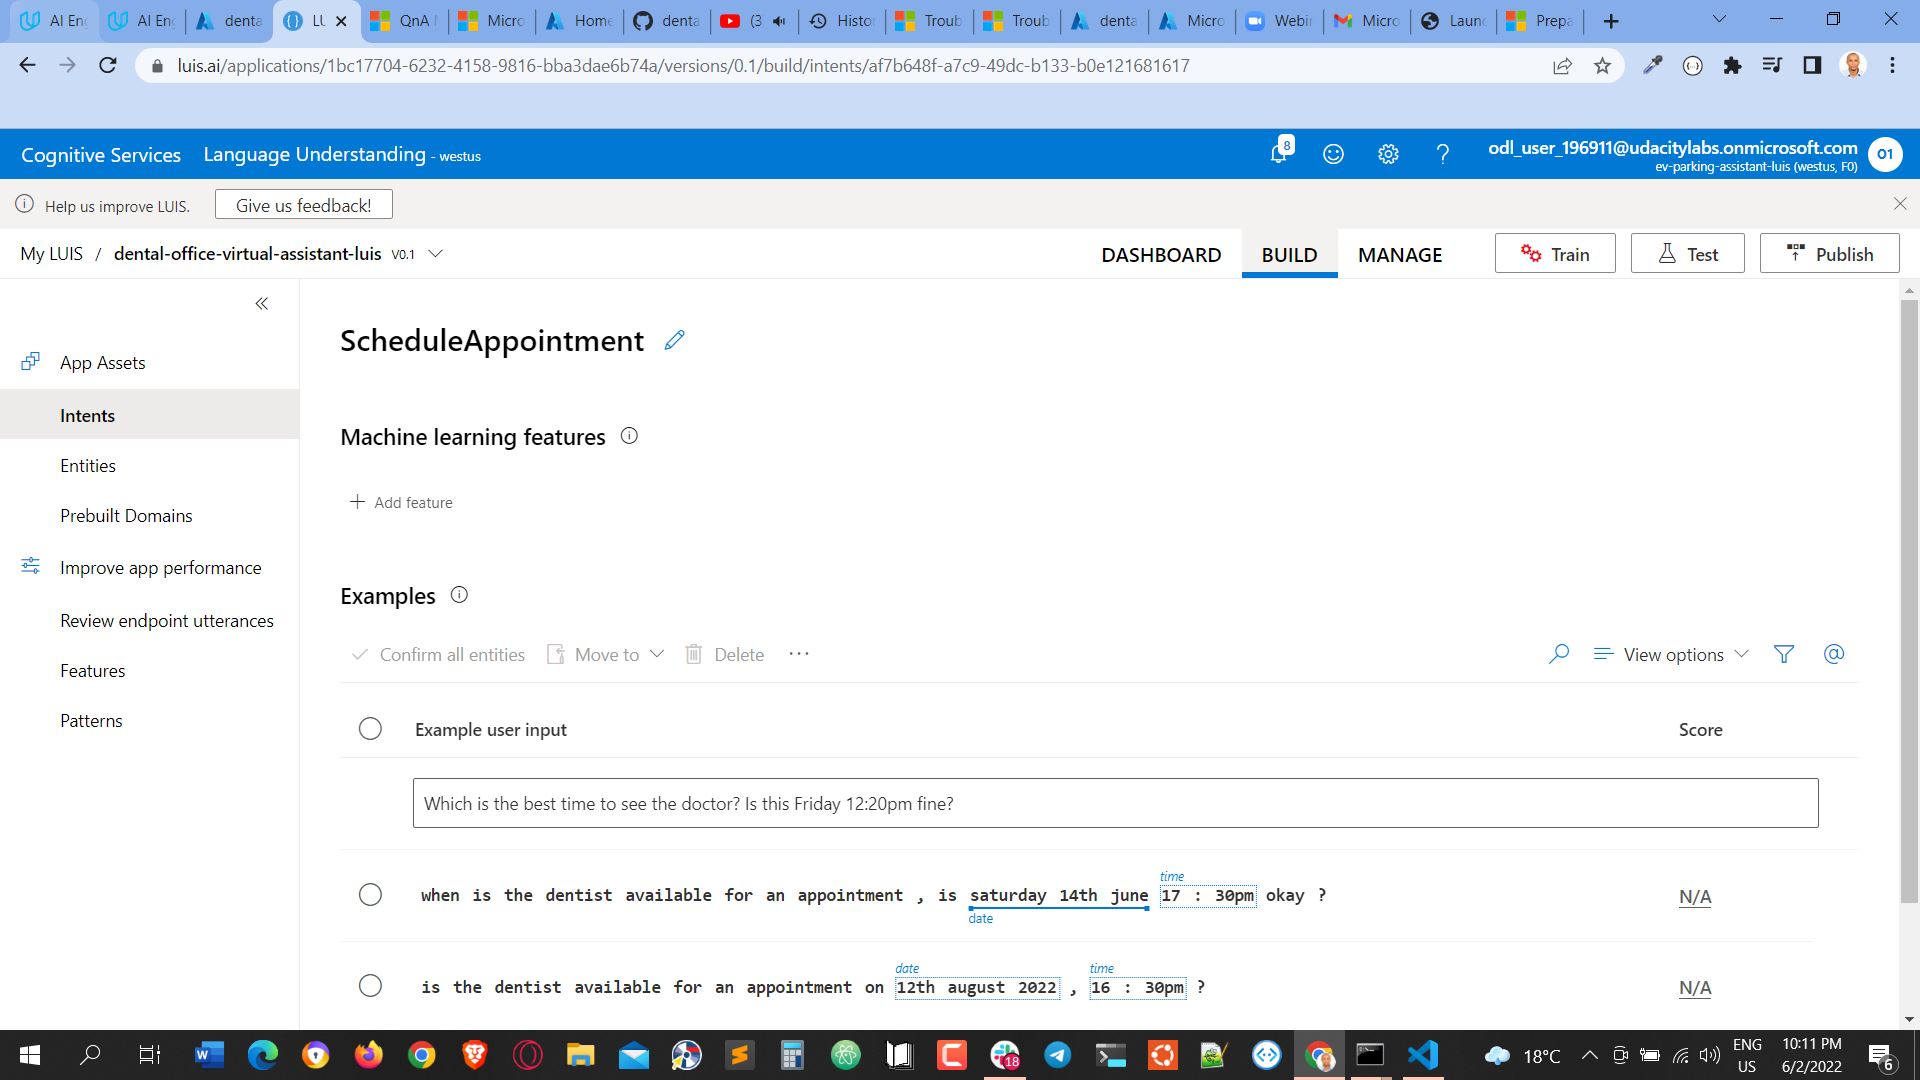 AI Eng
AI Eng
denta
LU
QnA M
Micro
Home
denta
(3
Histor
Troub
Troub
denta
Micro
Webin
Micro
Launc
Prepa
luis.ai/applications/1bc17704-6232-4158-9816-bba3dae6b74a/versions/0.1/build/intents/af7b648f-a7c9-49dc-b133-b0e121681617
Cognitive Services
Language Understanding - westus
8
odl_user_196911@udacitylabs.onmicrosoft.com
ev-parking-assistant-luis (westus, F0)
O1
Help us improve LUIS.
Give us feedback!
My LUIS / dental-office-virtual-assistant-luis V0.1
DASHBOARD
BUILD
MANAGE
Train
Test
Publish
App Assets
Intents
Entities
Prebuilt Domains
Improve app performance
Review endpoint utterances
Features
Patterns
ScheduleAppointment
Machine learning features
Add feature
Examples
Confirm all entities
Move to
Delete
View options
Example user input
Score
Which is the best time to see the doctor? Is this Friday 12:20pm fine?
time
when is the dentist available for an appointment , is saturday 14th june 17 : 30pm okay ?
N/A
date
date
time
is the dentist available for an appointment on 12th august 2022 , 16 : 30pm ?
N/A
18
18°C
ENG
US
10:11 PM
6/2/2022
6